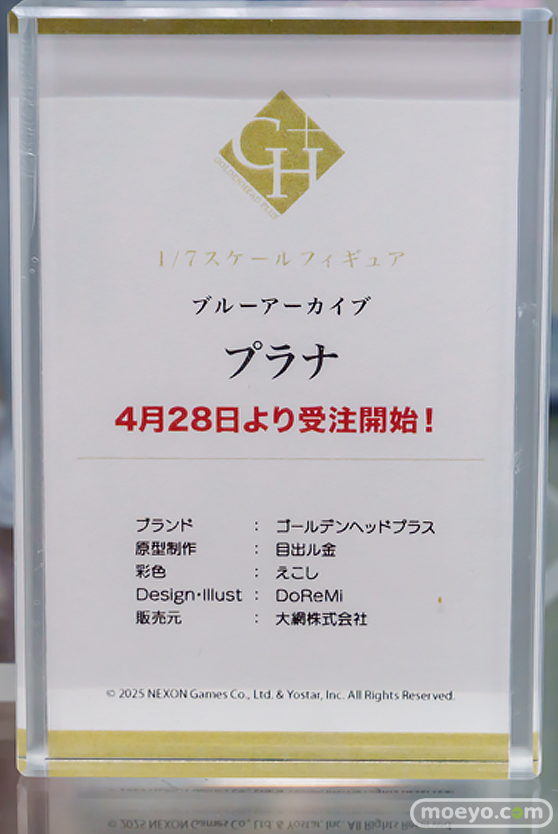 G+H
GOLDENHEAD PLUS
1/7スケールフィギュア
ブルーアーカイブ
プラナ
4月28日より受注開始！
ブランド ： ゴールデンヘッドプラス
原型制作 ： 目出ル金
彩色 ： えこし
Design・Illust ： DoReMi
販売元 ： 大網株式会社
© 2025 NEXON Games Co., Ltd. & Yostar, Inc. All Rights Reserved.
moeyo.com